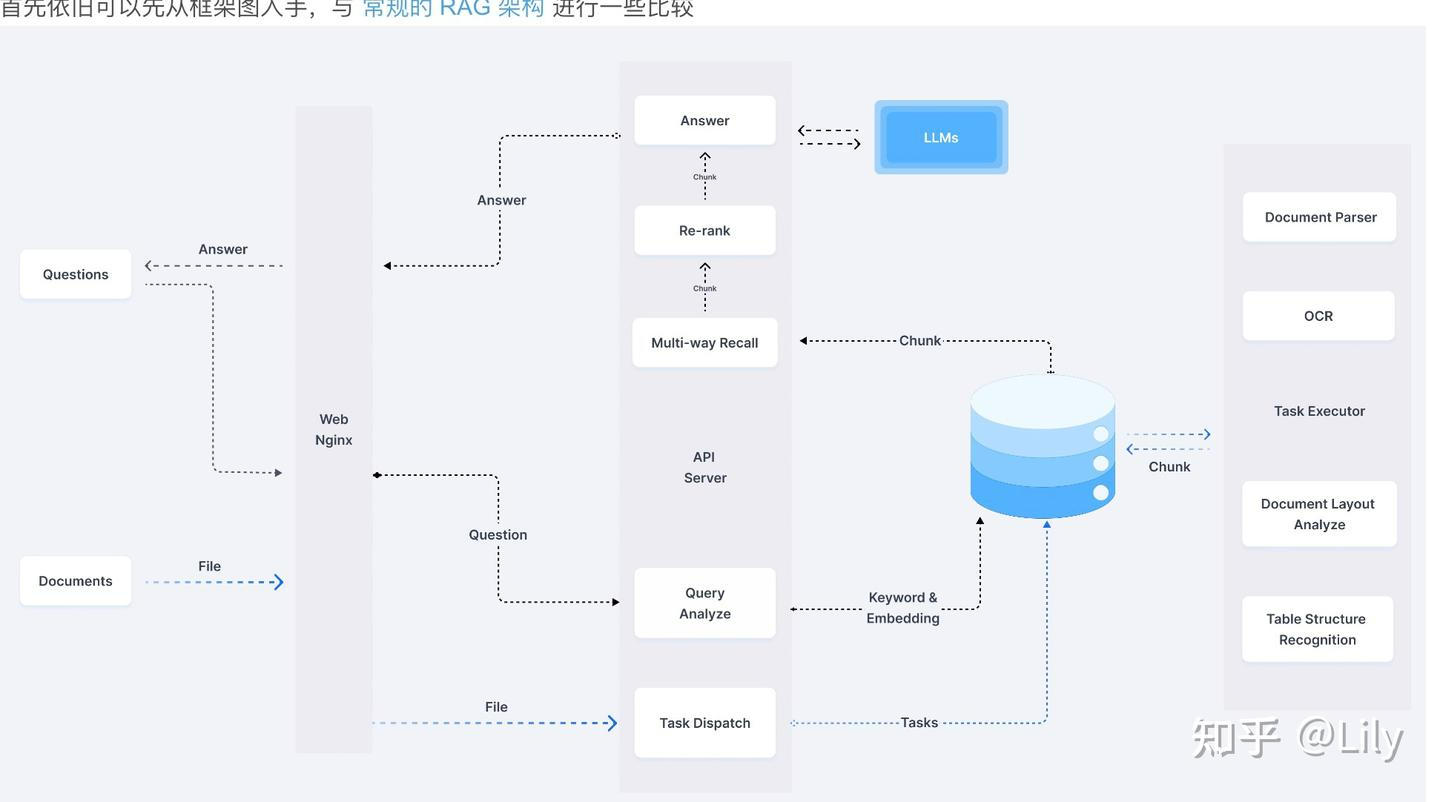 首先依旧可以先从框架图入手，与 常规的 RAG 架构 进行一些比较
Answer
LLMs
Chunk
Answer
Re-rank
Document Parser
Answer
Questions
Chunk
OCR
Multi-way Recall
Chunk
Web
Nginx
Task Executor
API
Server
Chunk
Question
Document Layout
Analyze
File
Documents
Query
Analyze
Keyword &
Embedding
Table Structure
Recognition
File
Task Dispatch
Tasks
知乎 @Lily